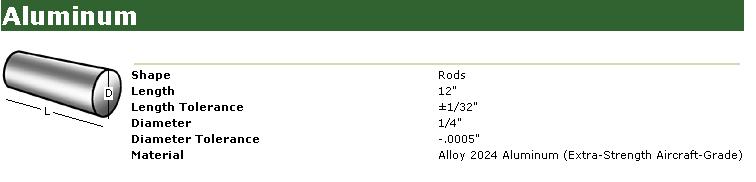 Aluminum
D
L
Shape Rods
Length 12"
Length Tolerance ±1/32"
Diameter 1/4"
Diameter Tolerance -.0005"
Material Alloy 2024 Aluminum (Extra-Strength Aircraft-Grade)